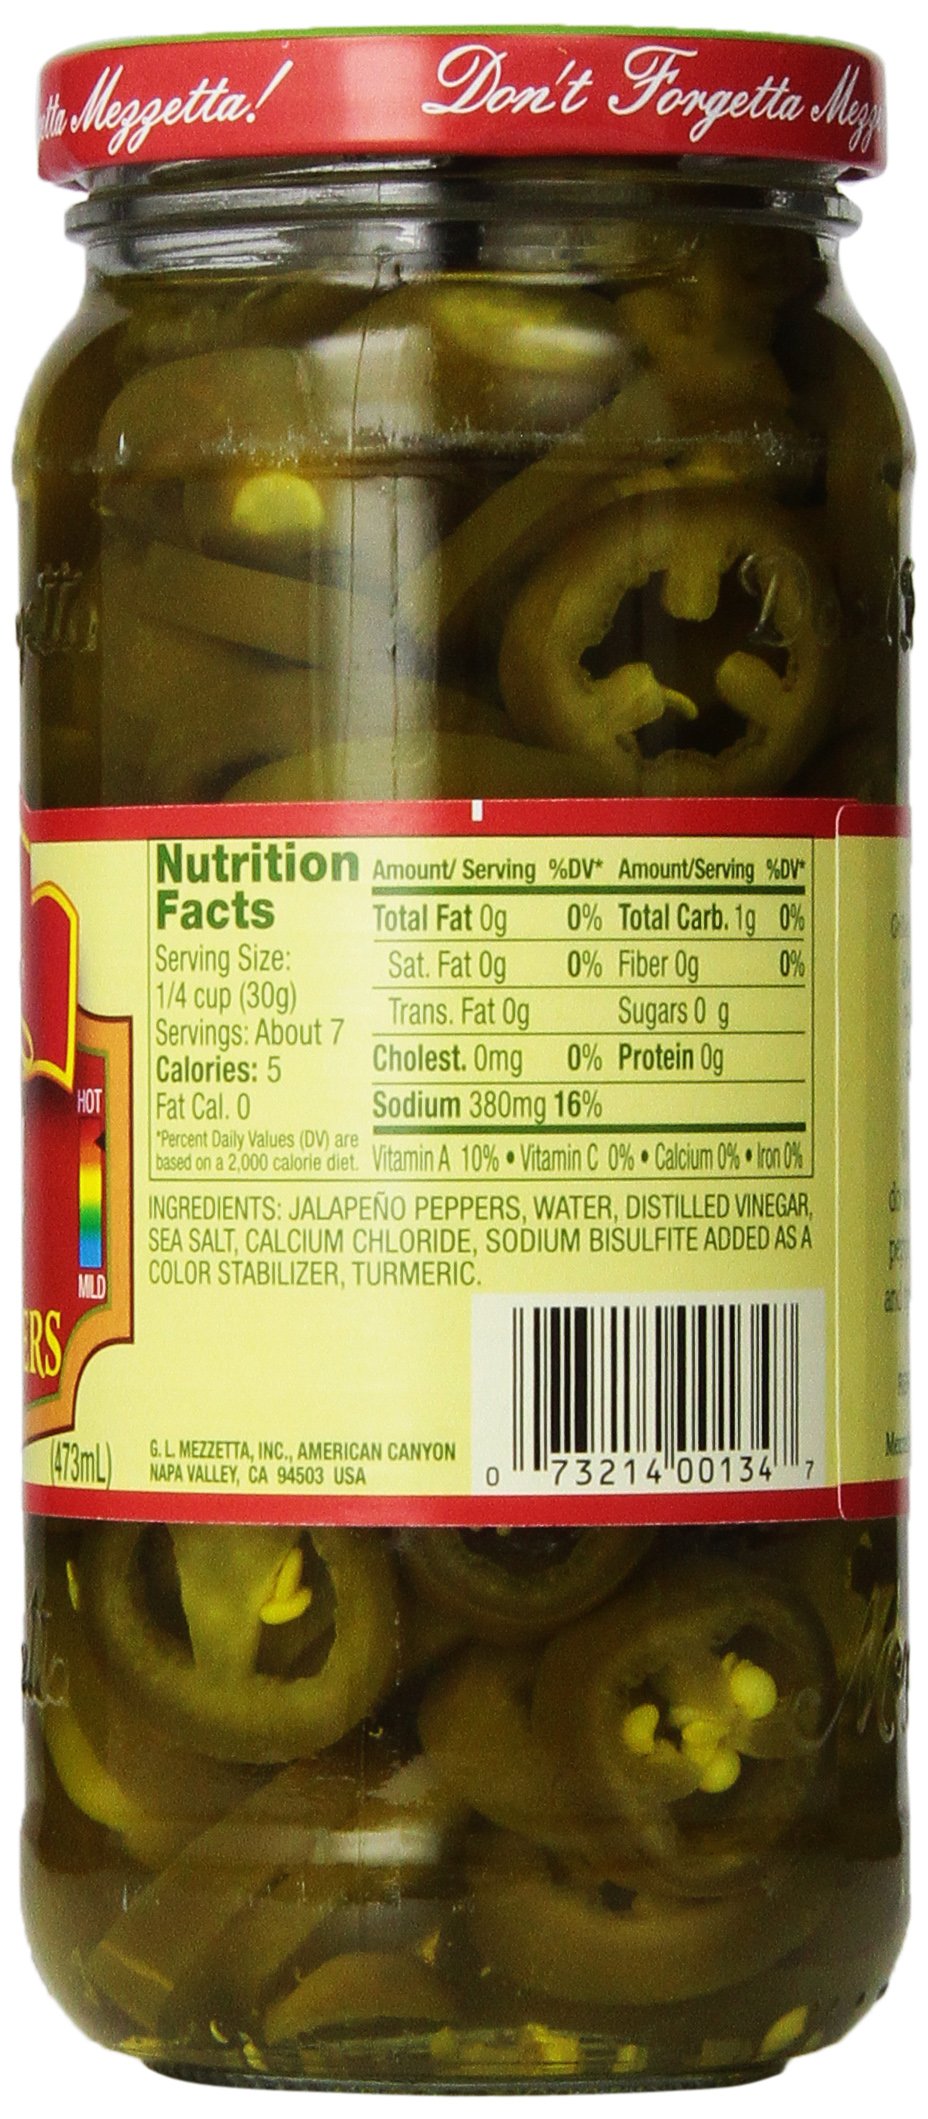 Mezzetta! Don't Forgetta
Nutrition Facts
Serving Size:
1/4 cup (30g)
Servings: About 7
Calories: 5
Fat Cal. 0
*Percent Daily Values (DV) are
based on a 2,000 calorie diet.
Amount/ Serving %DV* Amount/Serving %DV*
Total Fat 0g 0% Total Carb. 1g 0%
Sat. Fat 0g 0% Fiber 0g 0%
Trans. Fat 0g Sugars 0 g
Cholest. 0mg 0% Protein 0g
Sodium 380mg 16%
Vitamin A 10% • Vitamin C 0% • Calcium 0% • Iron 0%
HOT
MILD
ERS
(473mL)
INGREDIENTS: JALAPEÑO PEPPERS, WATER, DISTILLED VINEGAR,
SEA SALT, CALCIUM CHLORIDE, SODIUM BISULFITE ADDED AS A
COLOR STABILIZER, TURMERIC.
G. L. MEZZETTA, INC., AMERICAN CANYON
NAPA VALLEY, CA 94503 USA
0 73214 00134 7